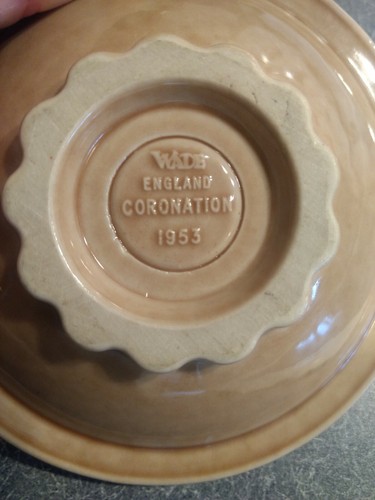 WADE
ENGLAND
CORONATION
1953